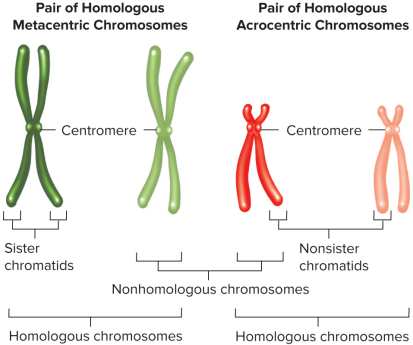 Pair of Homologous
Metacentric Chromosomes
Pair of Homologous
Acrocentric Chromosomes
Centromere
Centromere
Sister
chromatids
Nonsister
chromatids
Nonhomologous chromosomes
Homologous chromosomes
Homologous chromosomes